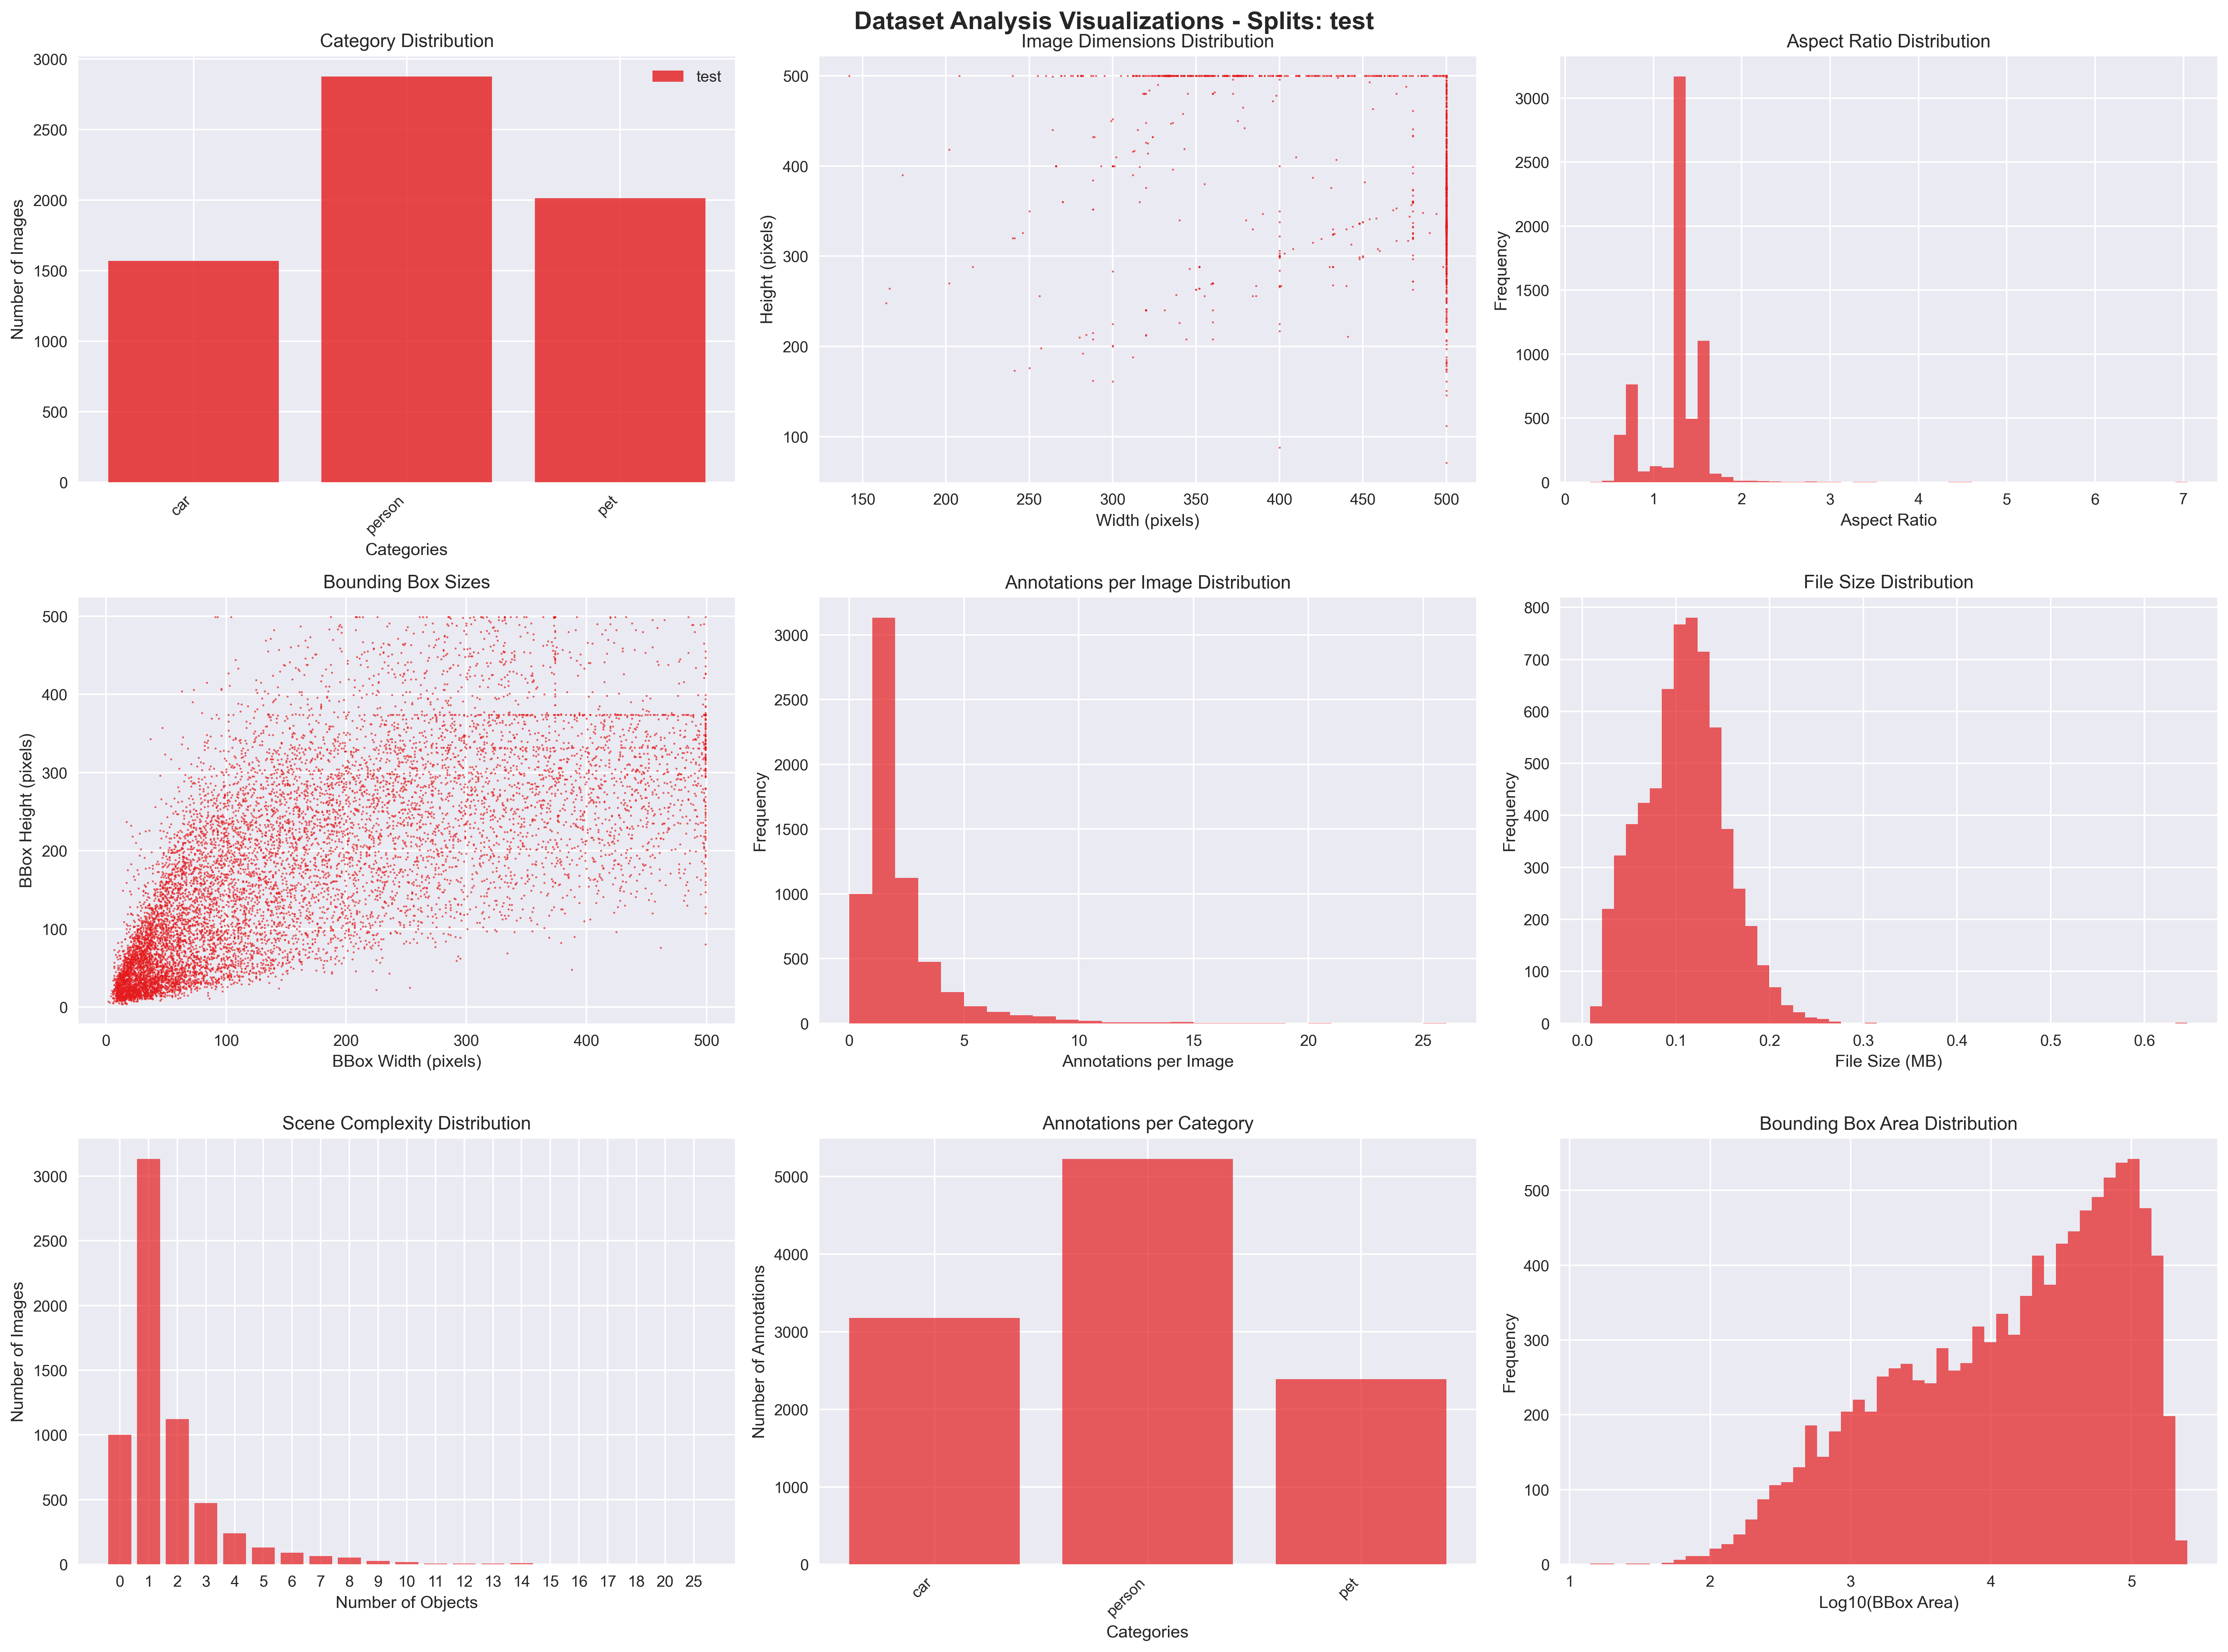 Dataset Analysis Visualizations - Splits: test
Category Distribution
3000
2500
2000
1500
1000
500
0
Number of Images
test
car
person
pet
Categories
Image Dimensions Distribution
500
400
300
200
100
Height (pixels)
150 200 250 300 350 400 450 500
Width (pixels)
Aspect Ratio Distribution
3000
2500
2000
1500
1000
500
0
Frequency
0 1 2 3 4 5 6 7
Aspect Ratio
Bounding Box Sizes
500
400
300
200
100
0
BBox Height (pixels)
0 100 200 300 400 500
BBox Width (pixels)
Annotations per Image Distribution
3000
2500
2000
1500
1000
500
0
Frequency
0 5 10 15 20 25
Annotations per Image
File Size Distribution
800
700
600
500
400
300
200
100
0
Frequency
0.0 0.1 0.2 0.3 0.4 0.5 0.6
File Size (MB)
Scene Complexity Distribution
3000
2500
2000
1500
1000
500
0
Number of Images
0 1 2 3 4 5 6 7 8 9 10 11 12 13 14 15 16 17 18 20 25
Number of Objects
Annotations per Category
5000
4000
3000
2000
1000
0
Number of Annotations
car
person
pet
Categories
Bounding Box Area Distribution
500
400
300
200
100
0
Frequency
1 2 3 4 5
Log10(BBox Area)